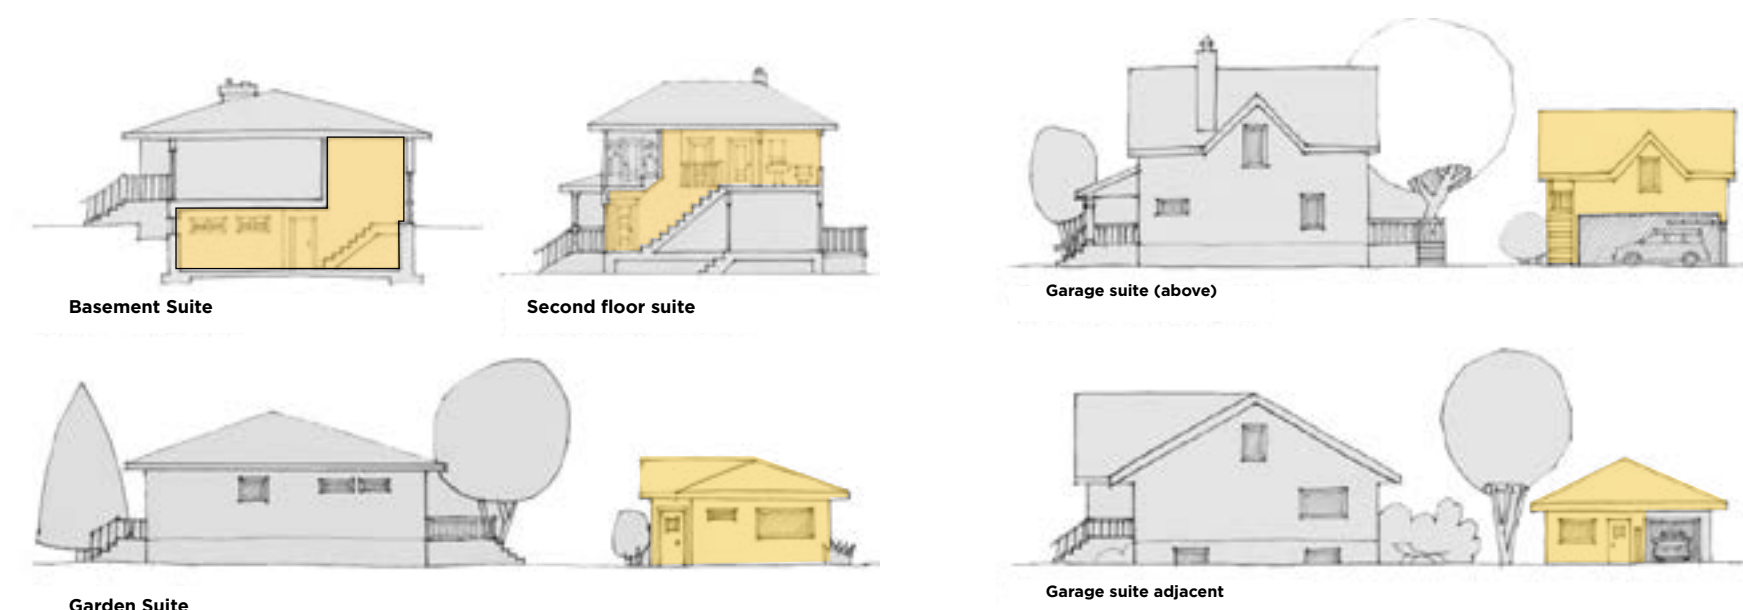 Basement Suite
Second floor suite
Garage suite (above)
Garden Suite
Garage suite adjacent